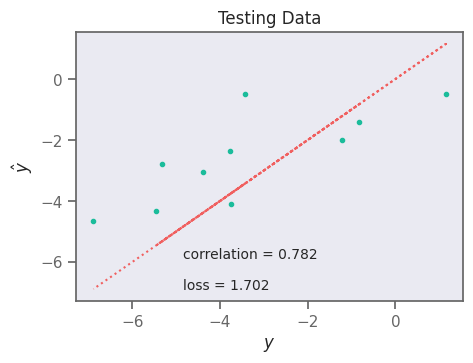 Testing Data
0
−2
−4
−6
ŷ
correlation = 0.782
loss = 1.702
−6 −4 −2 0
y